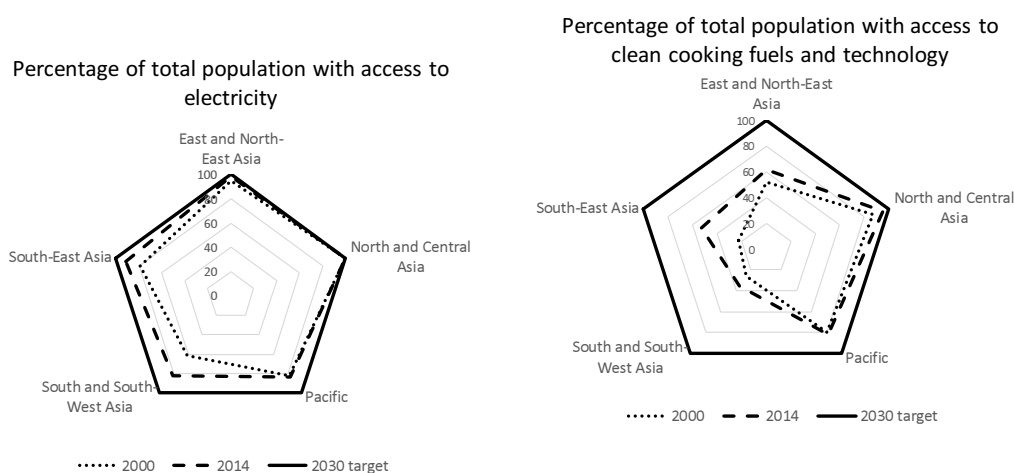 Percentage of total population with access to
electricity
East and North-
East Asia
100
80
60
40
20
0
North and Central
Asia
Pacific
South and South-
West Asia
South-East Asia
2000
2014
2030 target
Percentage of total population with access to
clean cooking fuels and technology
East and North-East
Asia
100
80
60
40
20
0
North and Central
Asia
Pacific
South and South-
West Asia
South-East Asia
2000
2014
2030 target